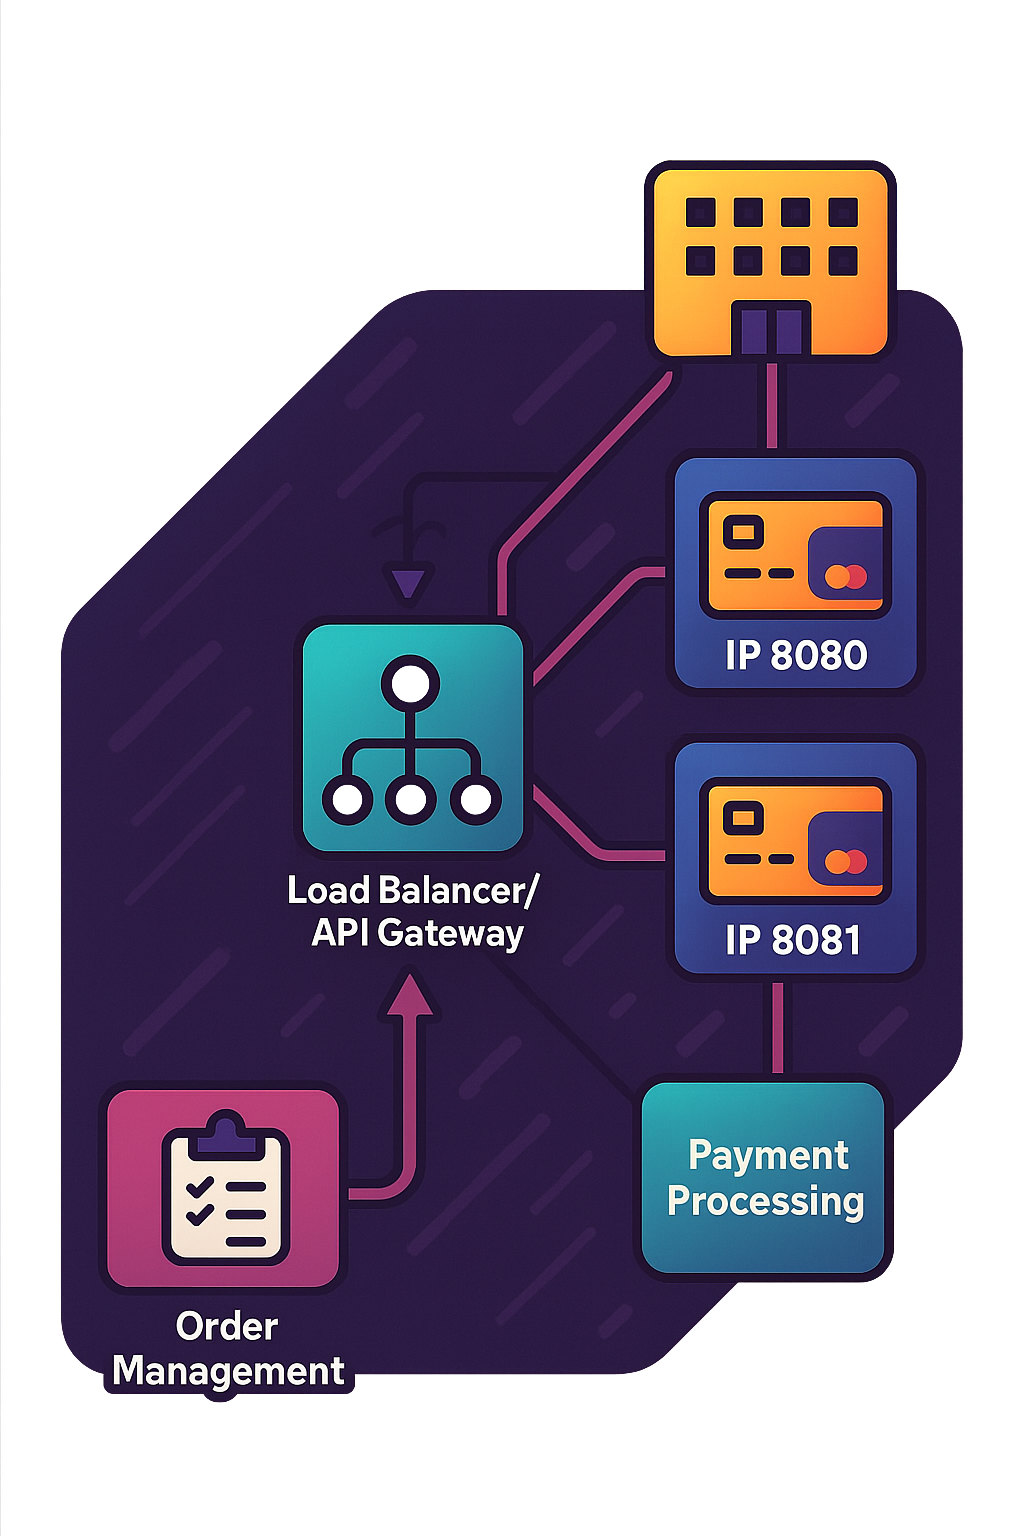 IP 8080
IP 8081
Load Balancer/
API Gateway
Payment
Processing
Order
Management